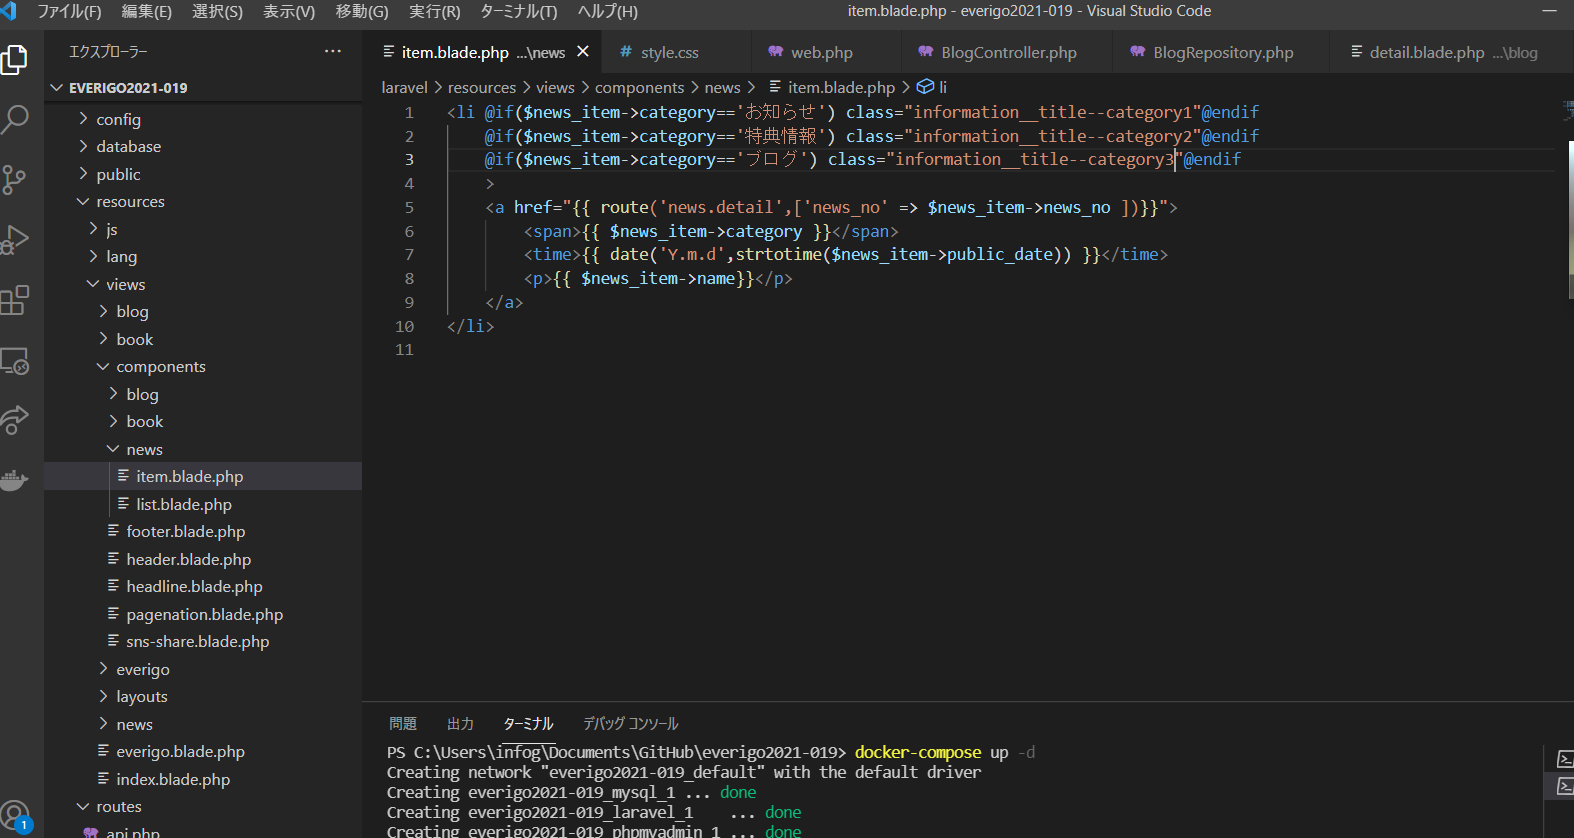 ファイル(F) 編集(E) 選択(S) 表示(V) 移動(G) 実行(R) ターミナル(T) ヘルプ(H) item.blade.php - everigo2021-019 - Visual Studio Code
エクスプローラー ...
item.blade.php ...\news # style.css web.php BlogController.php BlogRepository.php detail.blade.php ...\blog
EVERIGO2021-019
laravel > resources > views > components > news > item.blade.php > li
config
database
public
resources
js
lang
views
blog
book
components
blog
book
news
item.blade.php
list.blade.php
footer.blade.php
header.blade.php
headline.blade.php
pagenation.blade.php
sns-share.blade.php
everigo
layouts
news
everigo.blade.php
index.blade.php
routes
api.php
1
1 <li @if($news_item->category=='お知らせ') class="information__title--category1"@endif
2 @if($news_item->category=='特典情報') class="information__title--category2"@endif
3 @if($news_item->category=='ブログ') class="information__title--category3"@endif
4 >
5 <a href="{{ route('news.detail',['news_no' => $news_item->news_no ])}}">
6 <span>{{ $news_item->category }}</span>
7 <time>{{ date('Y.m.d',strtotime($news_item->public_date)) }}</time>
8 <p>{{ $news_item->name}}</p>
9 </a>
10 </li>
11
問題 出力 ターミナル デバッグ コンソール
PS C:\Users\infog\Documents\GitHub\everigo2021-019> docker-compose up -d
Creating network "everigo2021-019_default" with the default driver
Creating everigo2021-019_mysql_1 ... done
Creating everigo2021-019_laravel_1 ... done
Creating everigo2021-019_phpmyadmin_1 ... done